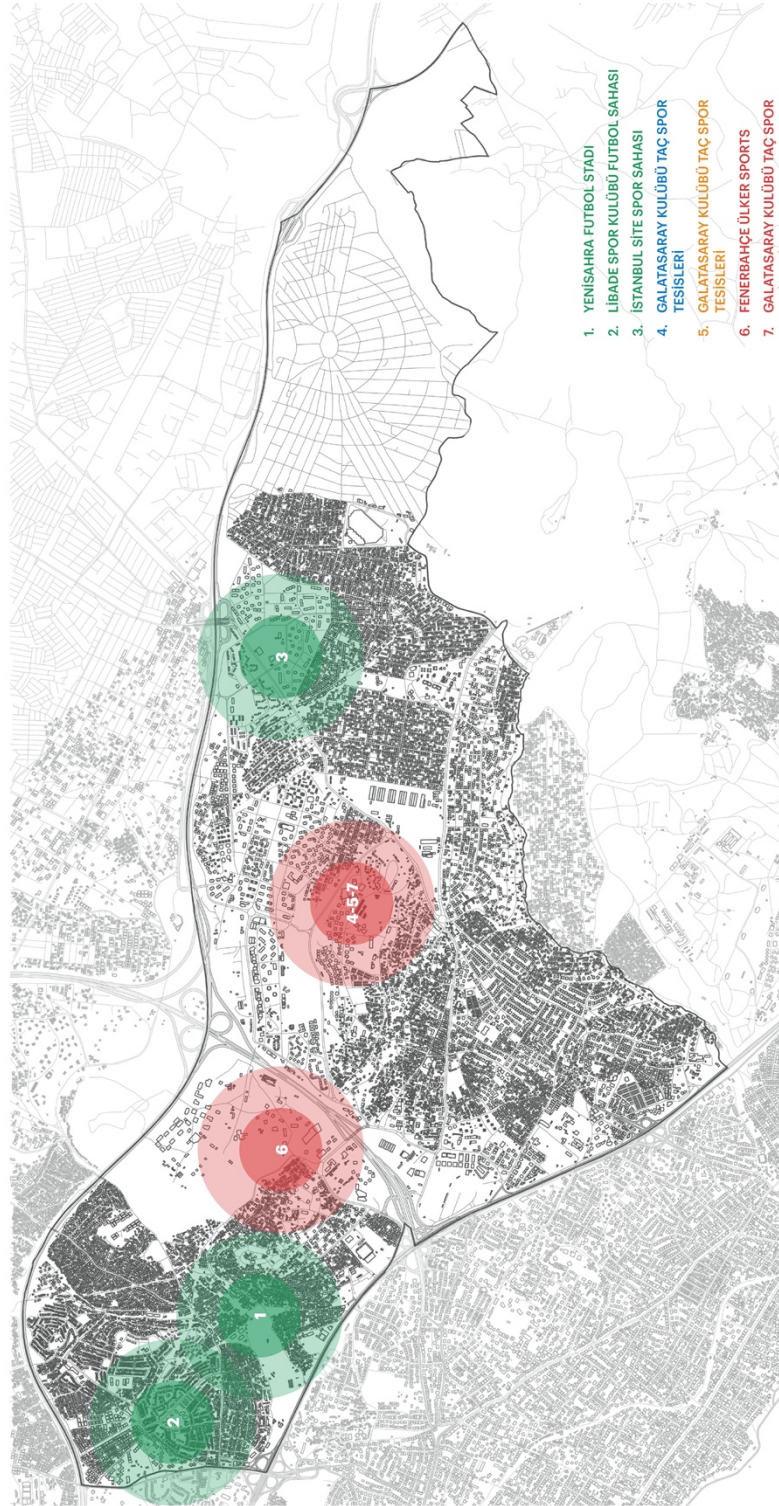 1. YENİSAHRA FUTBOL STADI
2. LİBADE SPOR KULÜBÜ FUTBOL SAHASI
3. İSTANBUL SİTE SPOR SAHASI
4. GALATASARAY KULÜBÜ TAÇ SPOR
TESİSLERİ
5. GALATASARAY KULÜBÜ TAÇ SPOR
TESİSLERİ
6. FENERBAHÇE ÜLKER SPORTS
7. GALATASARAY KULÜBÜ TAÇ SPOR
2
1
6
4-5-7
3